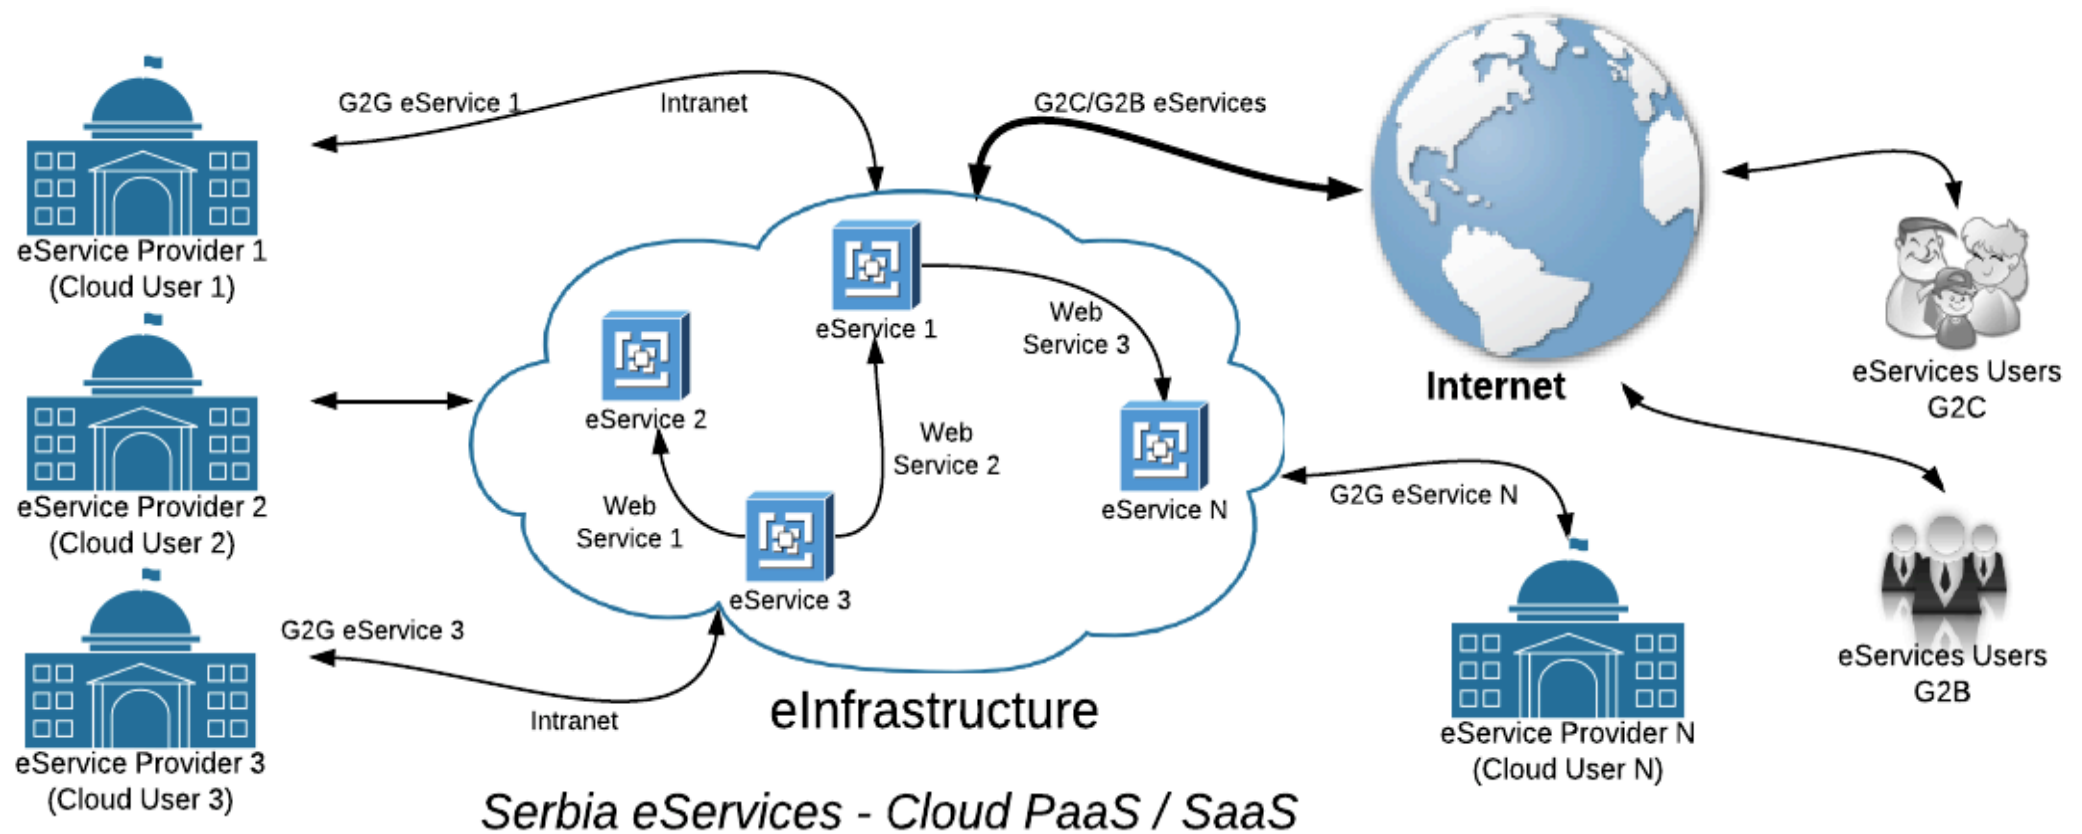 G2G eService 1
Intranet
G2C/G2B eServices
eService Provider 1
(Cloud User 1)
eService 1
Web
Service 3
eService 2
Web
Service 2
eService N
Web
Service 1
eService 3
Internet
eServices Users
G2C
G2G eService N
eService Provider 2
(Cloud User 2)
G2G eService 3
Intranet
eService Provider 3
(Cloud User 3)
eInfrastructure
eServices Users
G2B
eService Provider N
(Cloud User N)
Serbia eServices - Cloud PaaS / SaaS